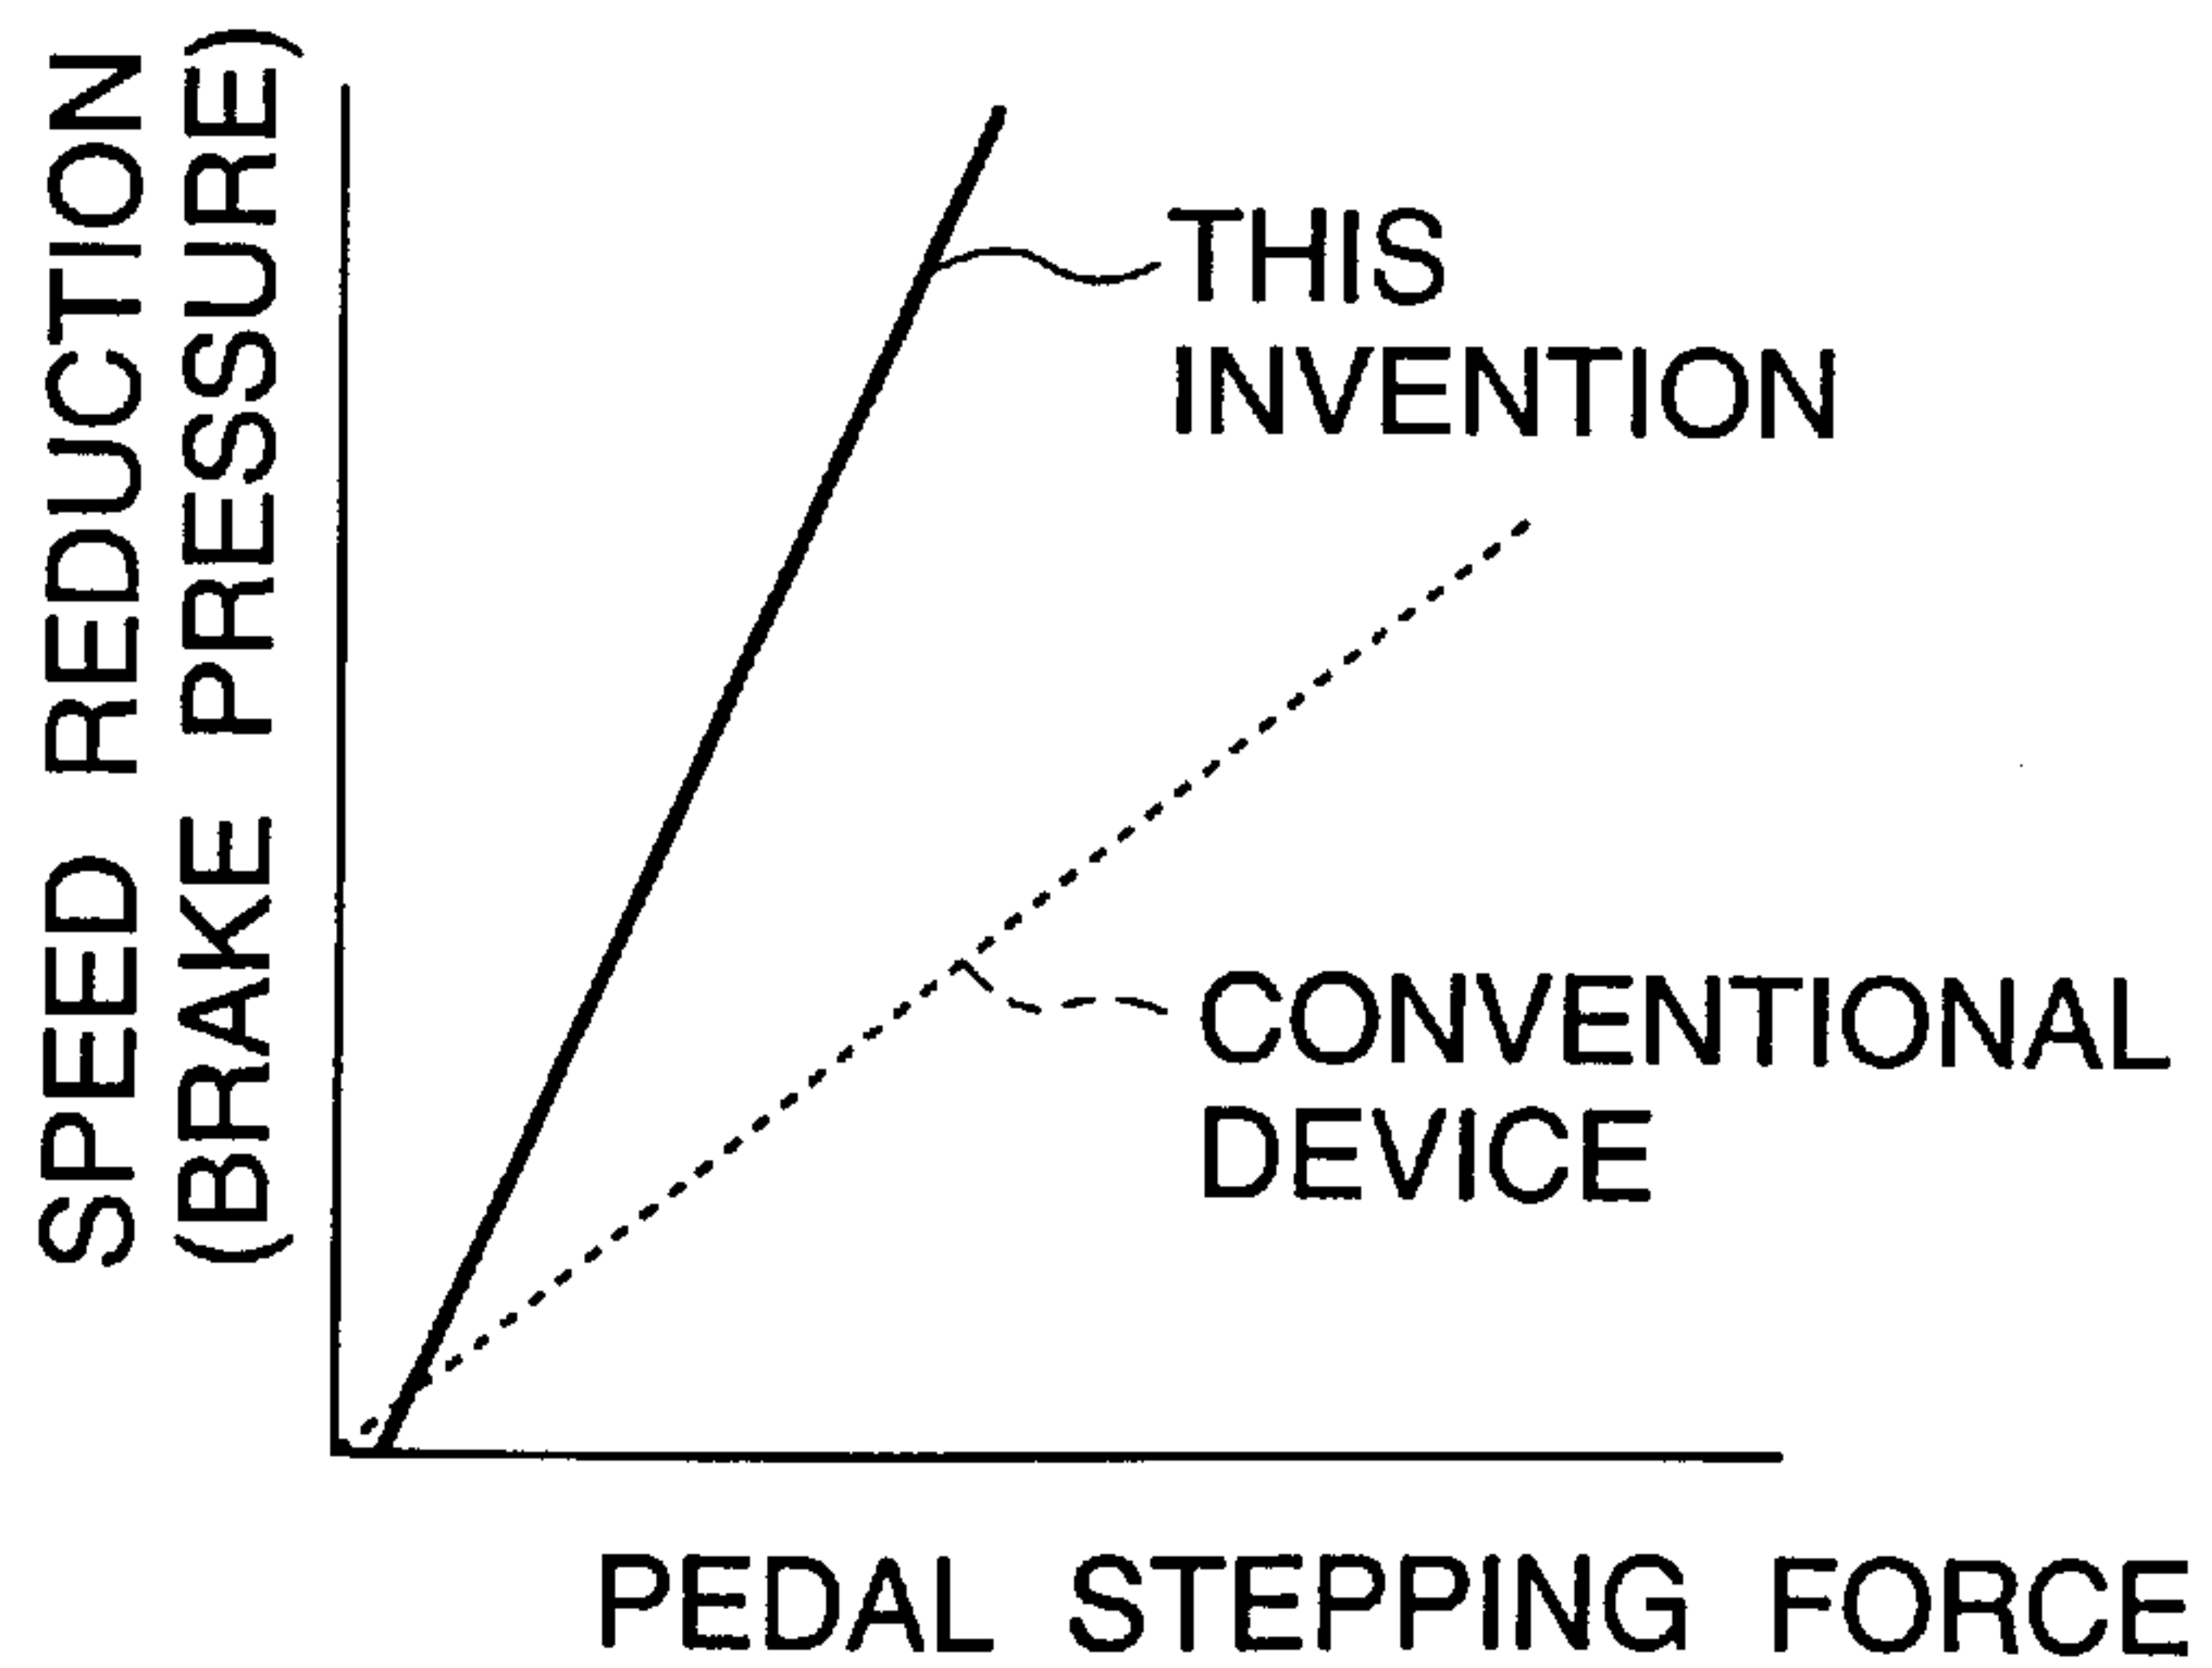 SPEED REDUCTION
(BRAKE PRESSURE)
THIS
INVENTION
CONVENTIONAL
DEVICE
PEDAL STEPPING FORCE